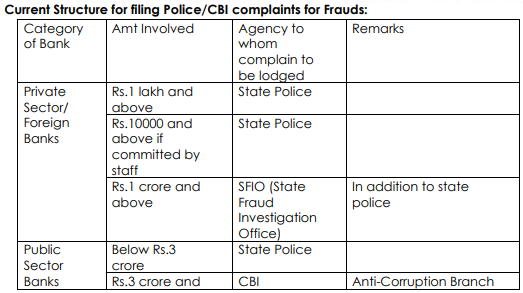 Current Structure for filing Police/CBI complaints for Frauds:
Category of Bank | Amt Involved | Agency to whom complain to be lodged | Remarks
Private Sector/ Foreign Banks | Rs.1 lakh and above | State Police
Rs.10000 and above if committed by staff | State Police
Rs.1 crore and above | SFIO (State Fraud Investigation Office) | In addition to state police
Public Sector Banks | Below Rs.3 crore | State Police
Rs.3 crore and | CBI | Anti-Corruption Branch